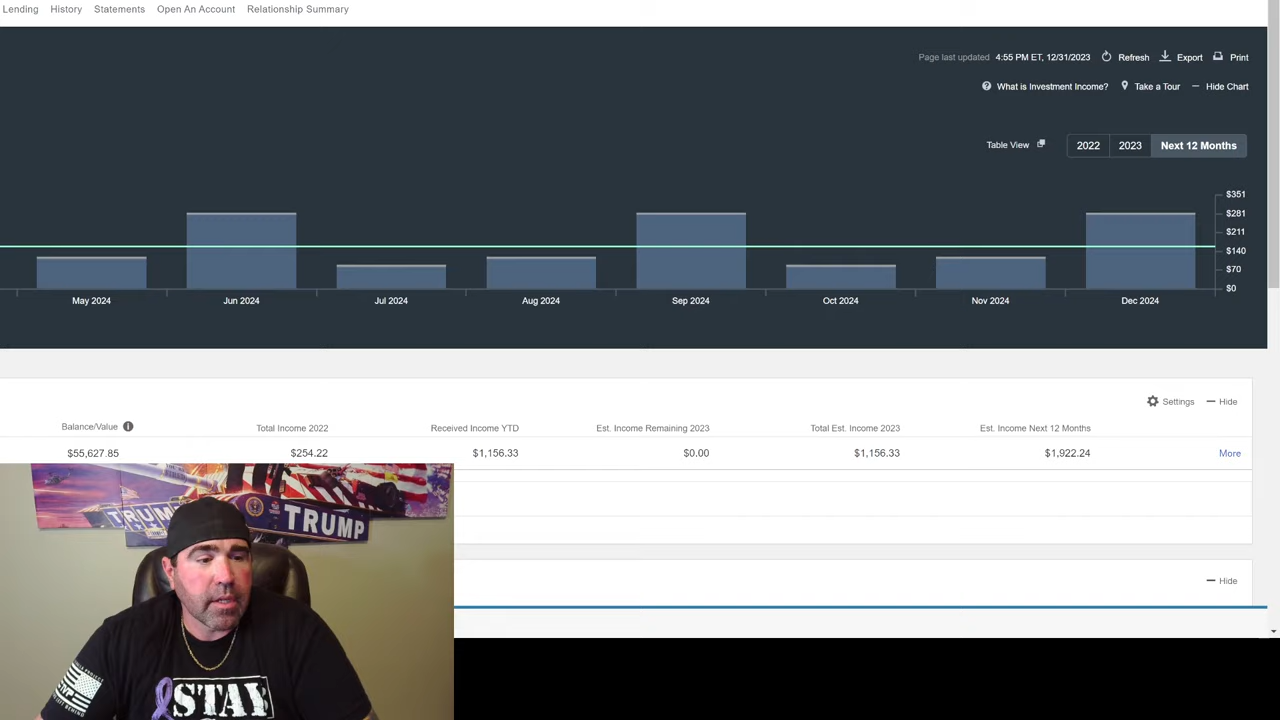 Lending History Statements Open An Account Relationship Summary
Page last updated 4:55 PM ET, 12/31/2023 Refresh Export Print
What is Investment Income? Take a Tour Hide Chart
Table View 2022 2023 Next 12 Months
$351
$281
$211
$140
$70
$0
May 2024 Jun 2024 Jul 2024 Aug 2024 Sep 2024 Oct 2024 Nov 2024 Dec 2024
Settings Hide
Balance/Value Total Income 2022 Received Income YTD Est. Income Remaining 2023 Total Est. Income 2023 Est. Income Next 12 Months
$55,627.85 $254.22 $1,156.33 $0.00 $1,156.33 $1,922.24 More
TRUMP TRUMP
Hide
STAY